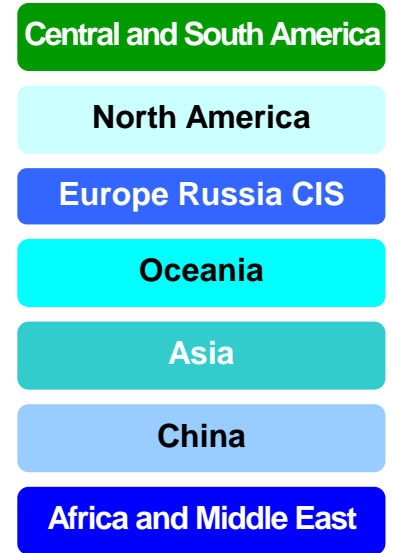 Central and South America
North America
Europe Russia CIS
Oceania
Asia
China
Africa and Middle East